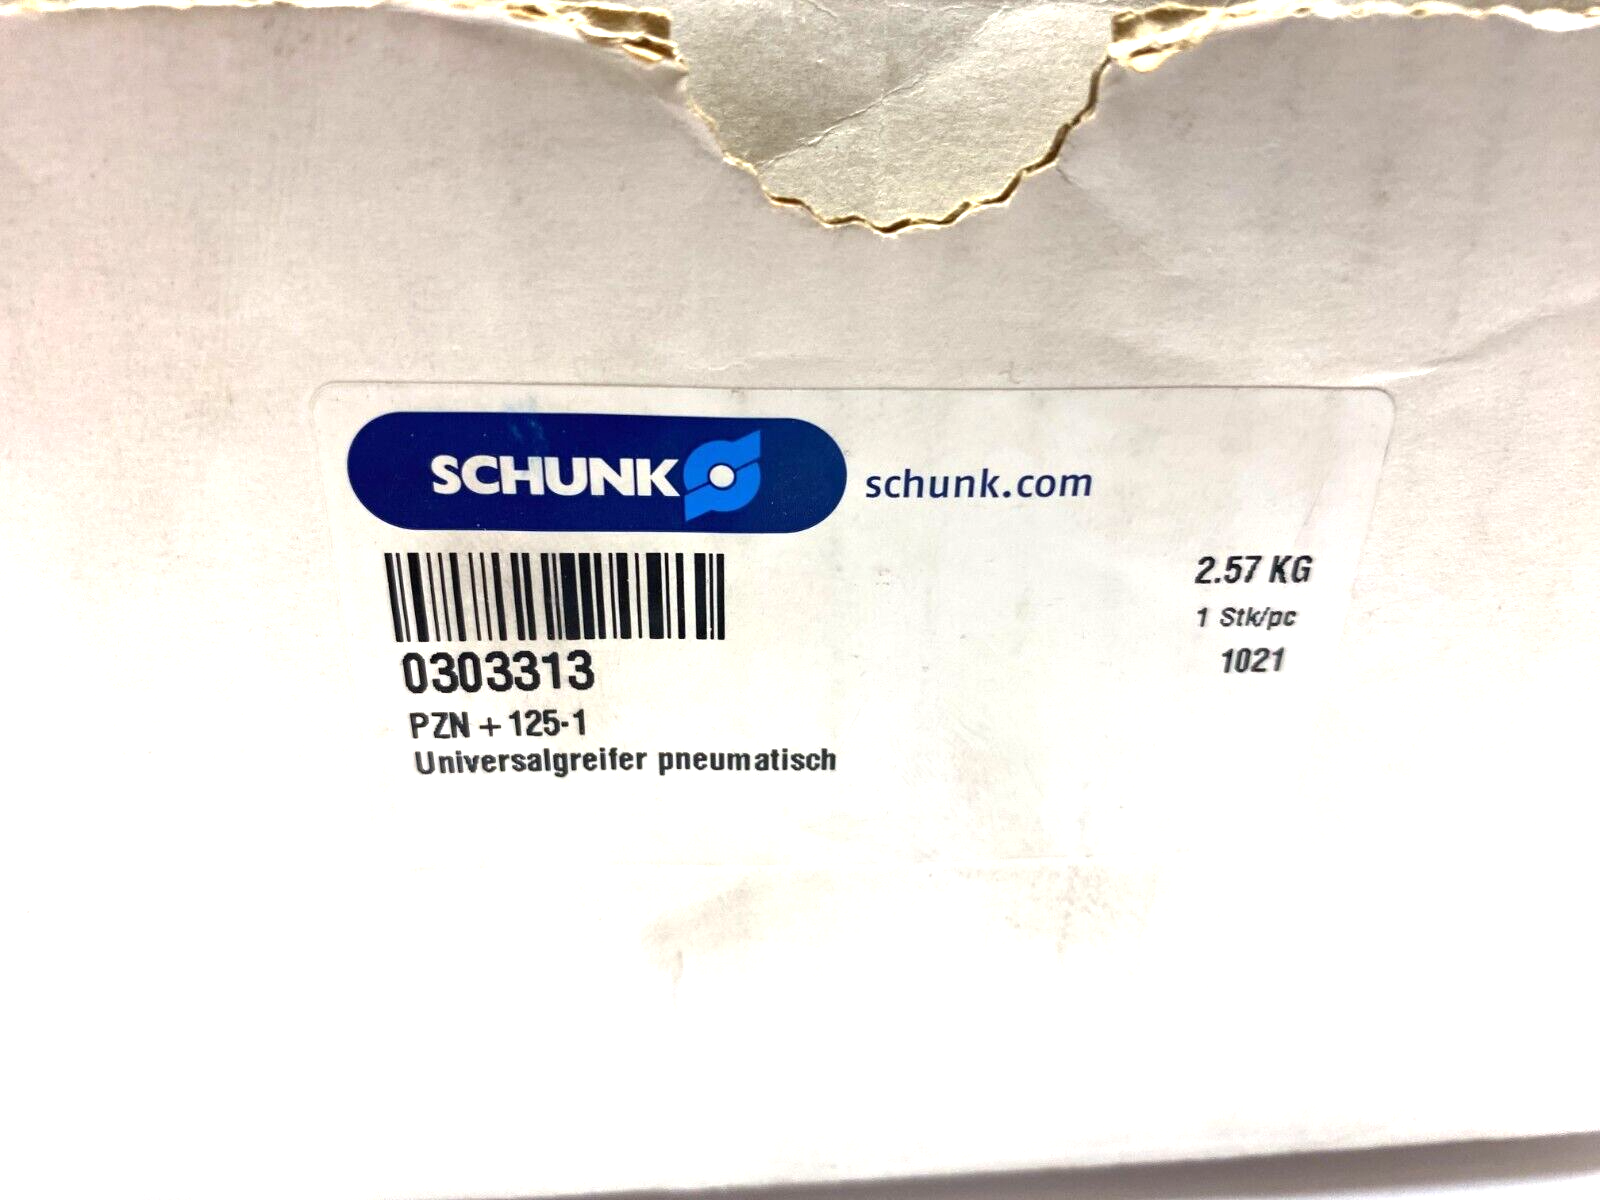 SCHUNK schunk.com
2.57 KG
1 Stk/pc
1021
0303313
PZN + 125-1
Universalgreifer pneumatisch